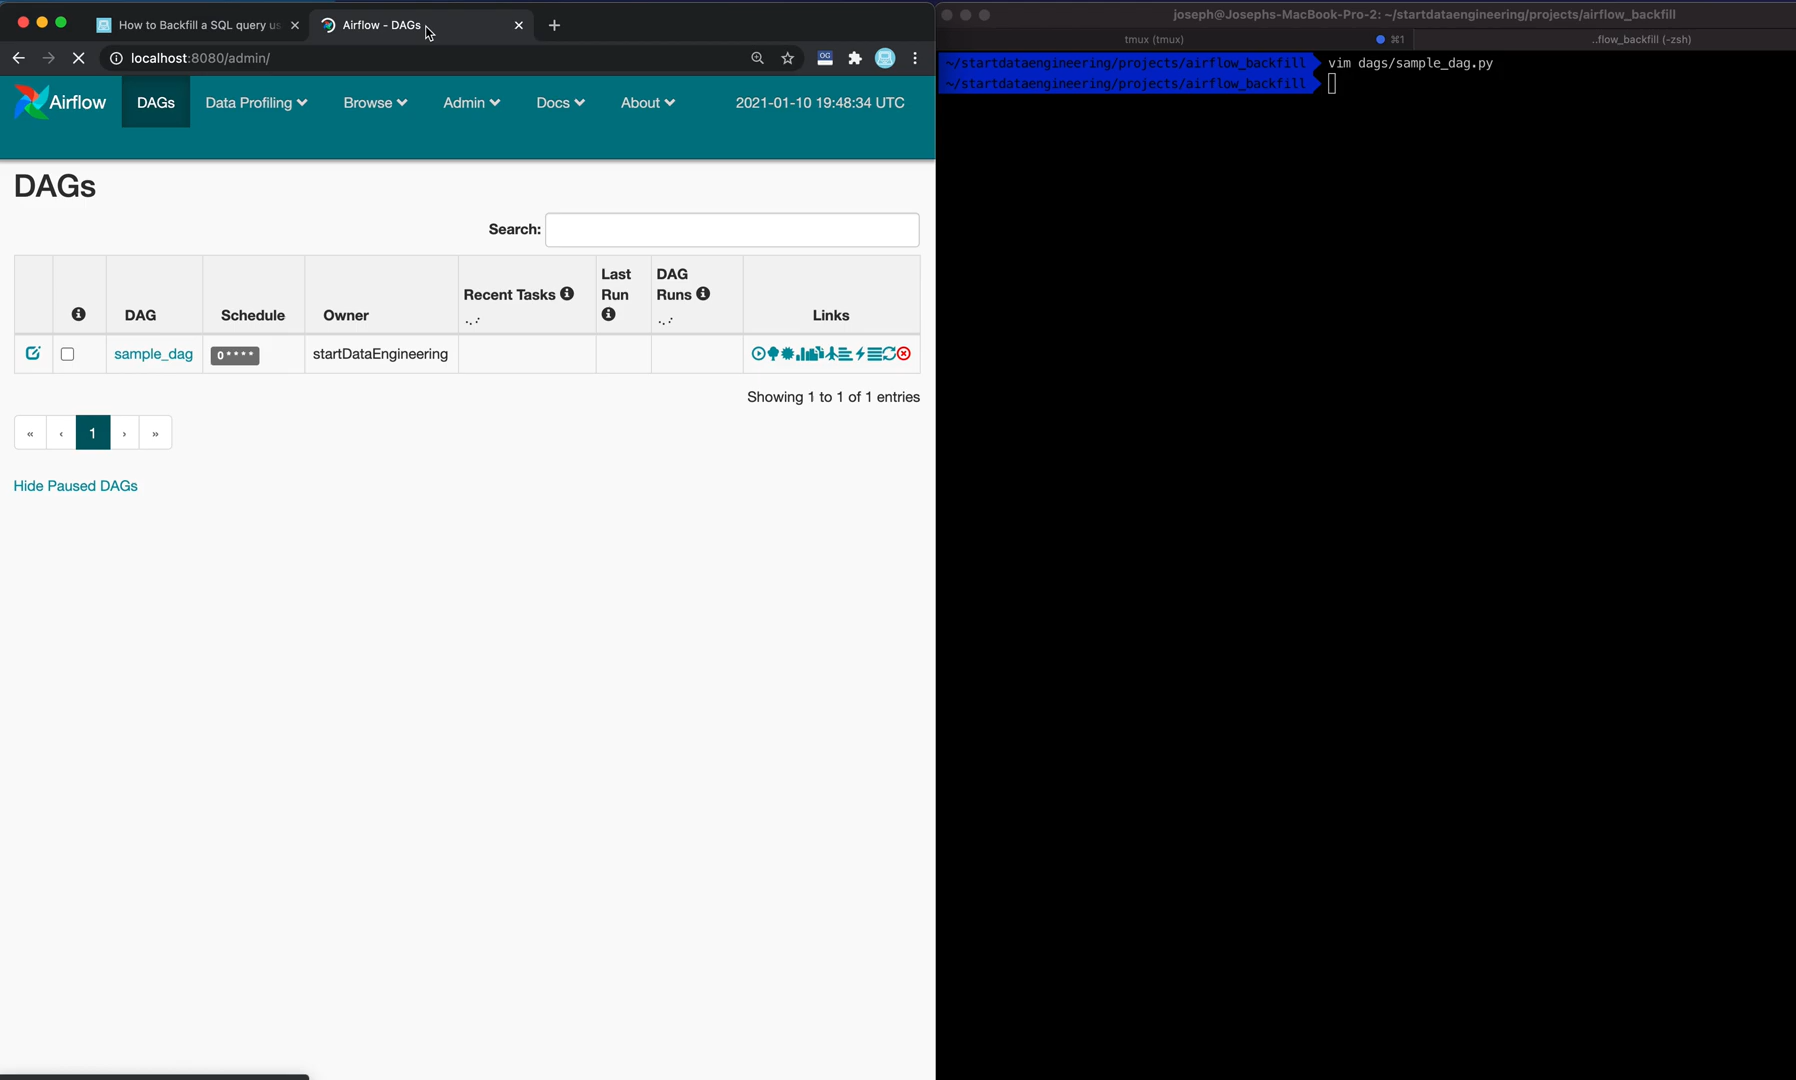 How to Backfill a SQL query us
Airflow - DAGs
localhost:8080/admin/
OG
Airflow
DAGs
Data Profiling
Browse
Admin
Docs
About
2021-01-10 19:48:34 UTC
DAGs
Search:
DAG
Schedule
Owner
Recent Tasks
Last Run
DAG Runs
Links
sample_dag
0 * * * *
startDataEngineering
Showing 1 to 1 of 1 entries
« ‹ 1 › »
Hide Paused DAGs
joseph@Josephs-MacBook-Pro-2: ~/startdataengineering/projects/airflow_backfill
tmux (tmux)
⌘1
..flow_backfill (-zsh)
~/startdataengineering/projects/airflow_backfill vim dags/sample_dag.py
~/startdataengineering/projects/airflow_backfill